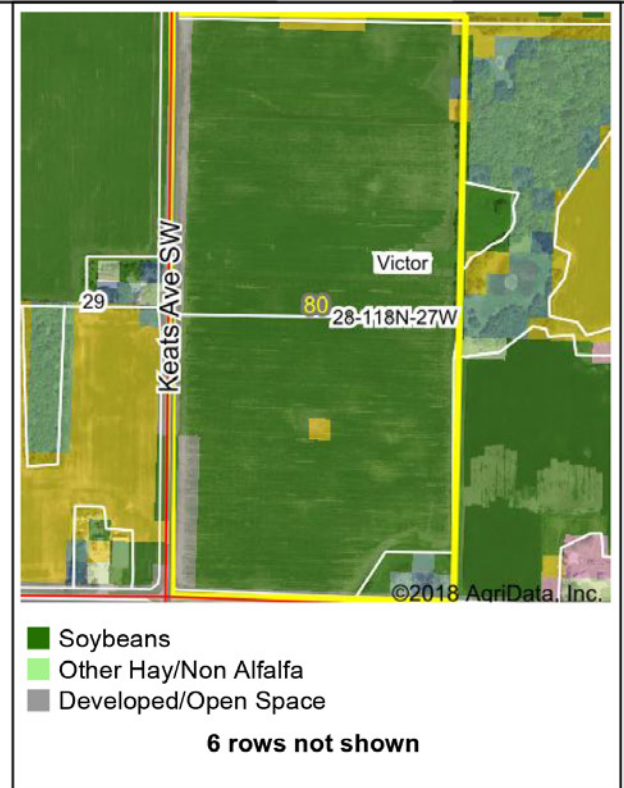 Victor
Keats Ave SW
29
80
28-118N-27W
©2018 AgriData, Inc.
Soybeans
Other Hay/Non Alfalfa
Developed/Open Space
6 rows not shown